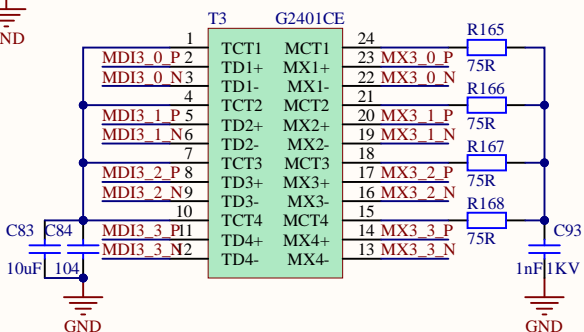 ND
T3 G2401CE
1 TCT1 MCT1 24 R165
MDI3_0_P 2 TD1+ MX1+ 23 MX3_0_P 75R
MDI3_0_N 3 TD1- MX1- 22 MX3_0_N
4 TCT2 MCT2 21 R166
MDI3_1_P 5 TD2+ MX2+ 20 MX3_1_P 75R
MDI3_1_N 6 TD2- MX2- 19 MX3_1_N
7 TCT3 MCT3 18 R167
MDI3_2_P 8 TD3+ MX3+ 17 MX3_2_P 75R
MDI3_2_N 9 TD3- MX3- 16 MX3_2_N
10 TCT4 MCT4 15 R168
C83 C84 MDI3_3_P 11 TD4+ MX4+ 14 MX3_3_P 75R C93
10uF 104 MDI3_3_N 12 TD4- MX4- 13 MX3_3_N 1nF 1KV
GND GND